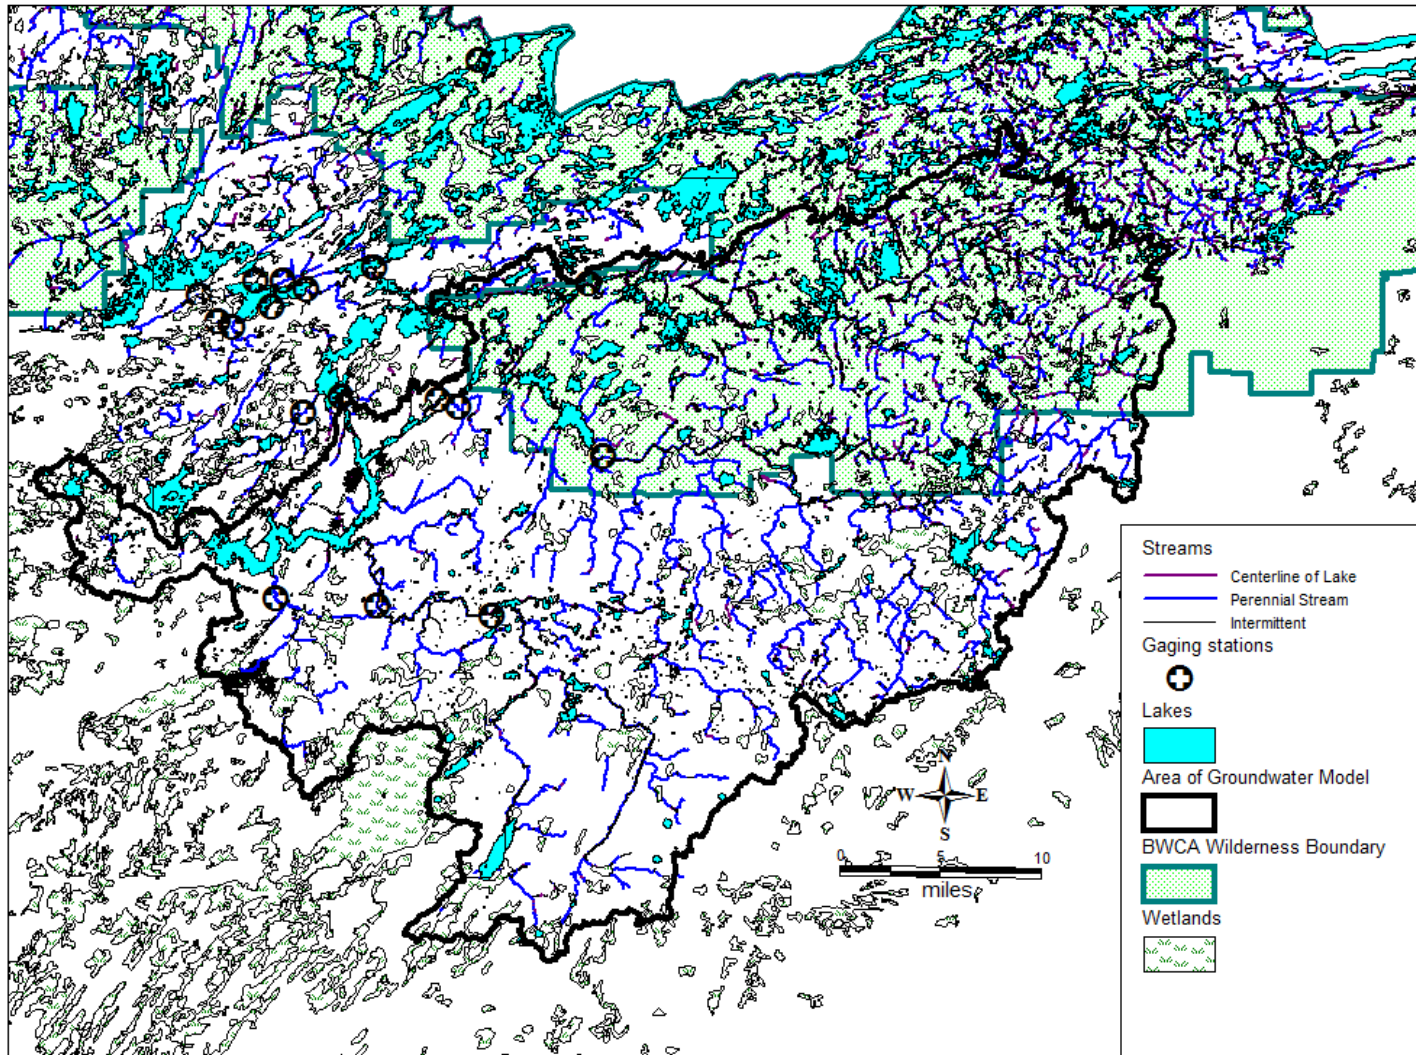 Streams
Centerline of Lake
Perennial Stream
Intermittent
Gaging stations
Lakes
Area of Groundwater Model
BWCA Wilderness Boundary
Wetlands
N
W E
S
0 5 10
miles